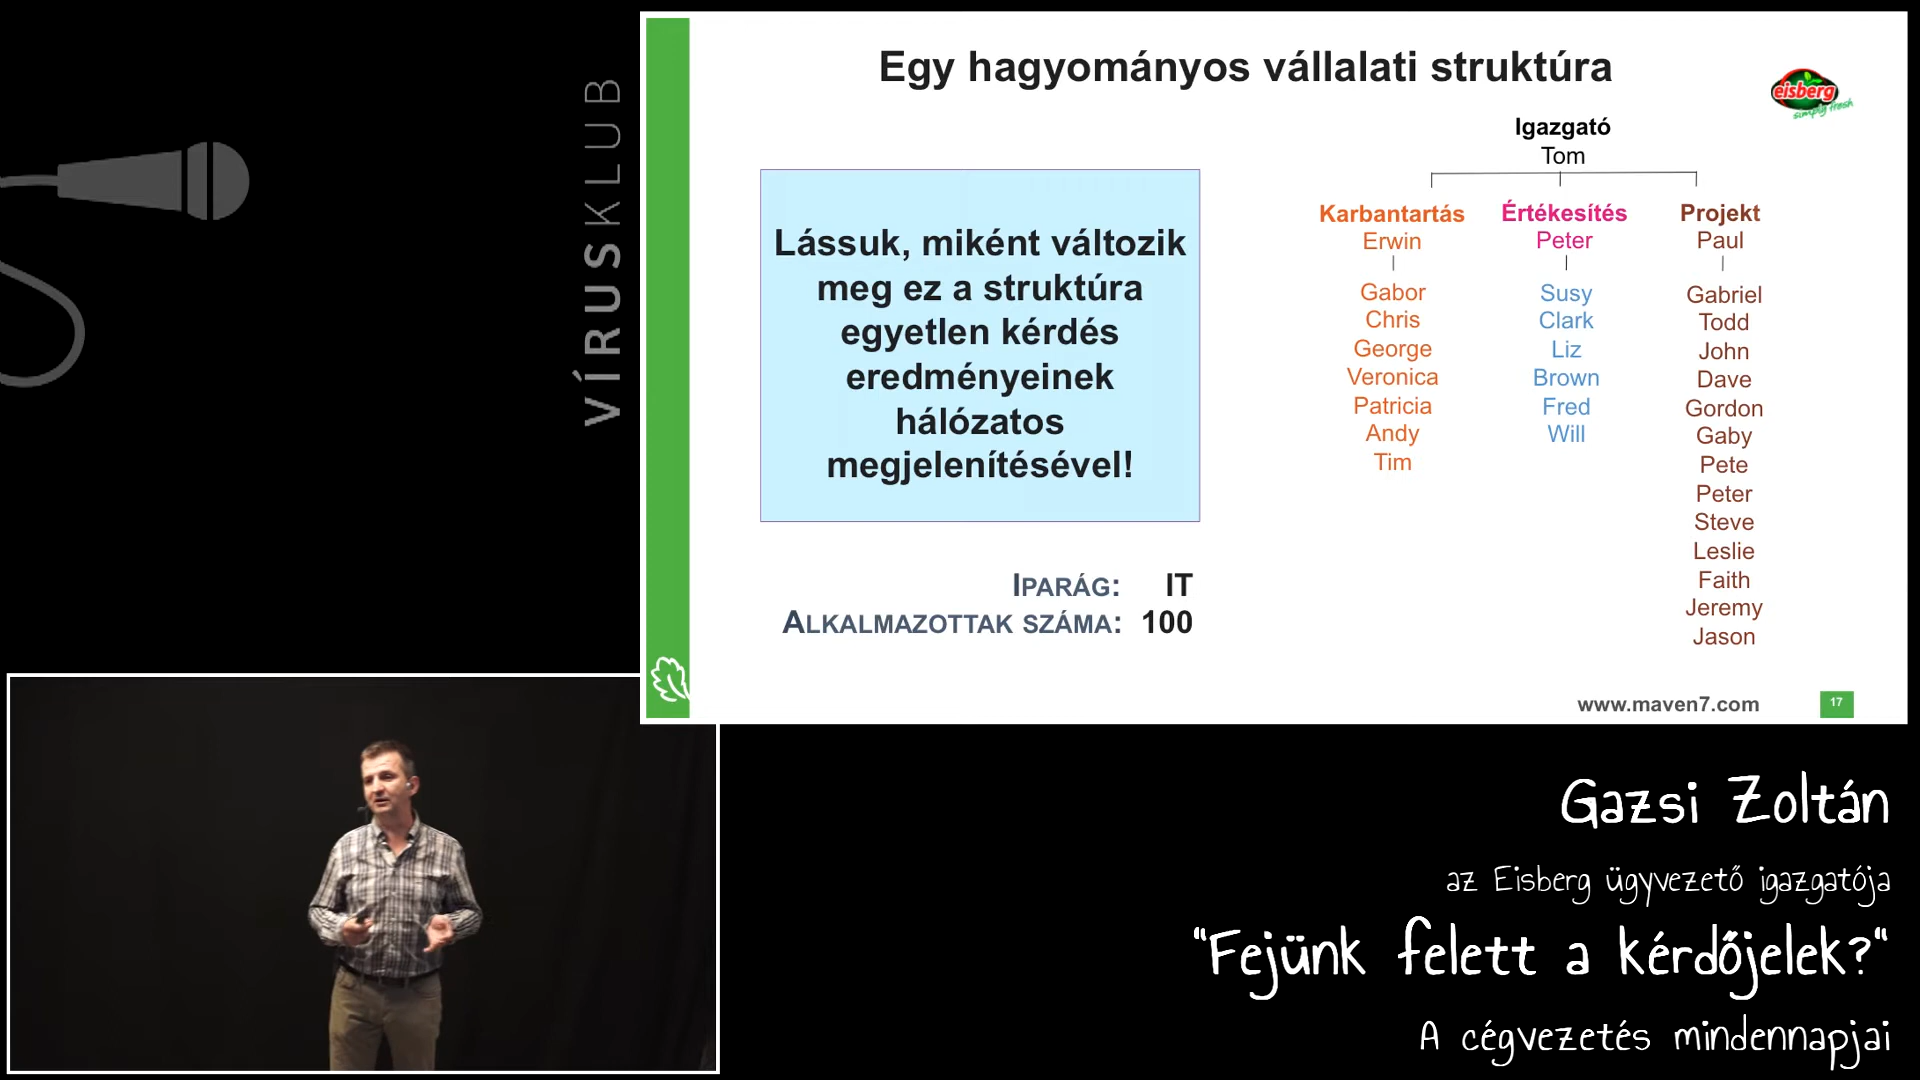 VÍRUSKLUB
Egy hagyományos vállalati struktúra
eisberg
simply fresh
Lássuk, miként változik
meg ez a struktúra
egyetlen kérdés
eredményeinek
hálózatos
megjelenítésével!
IPARÁG: IT
ALKALMAZOTTAK SZÁMA: 100
Igazgató
Tom
Karbantartás
Erwin
Gabor
Chris
George
Veronica
Patricia
Andy
Tim
Értékesítés
Peter
Susy
Clark
Liz
Brown
Fred
Will
Projekt
Paul
Gabriel
Todd
John
Dave
Gordon
Gaby
Pete
Peter
Steve
Leslie
Faith
Jeremy
Jason
www.maven7.com
17
Gazsi Zoltán
az Eisberg ügyvezető igazgatója
"Fejünk felett a kérdőjelek?"
A cégvezetés mindennapjai